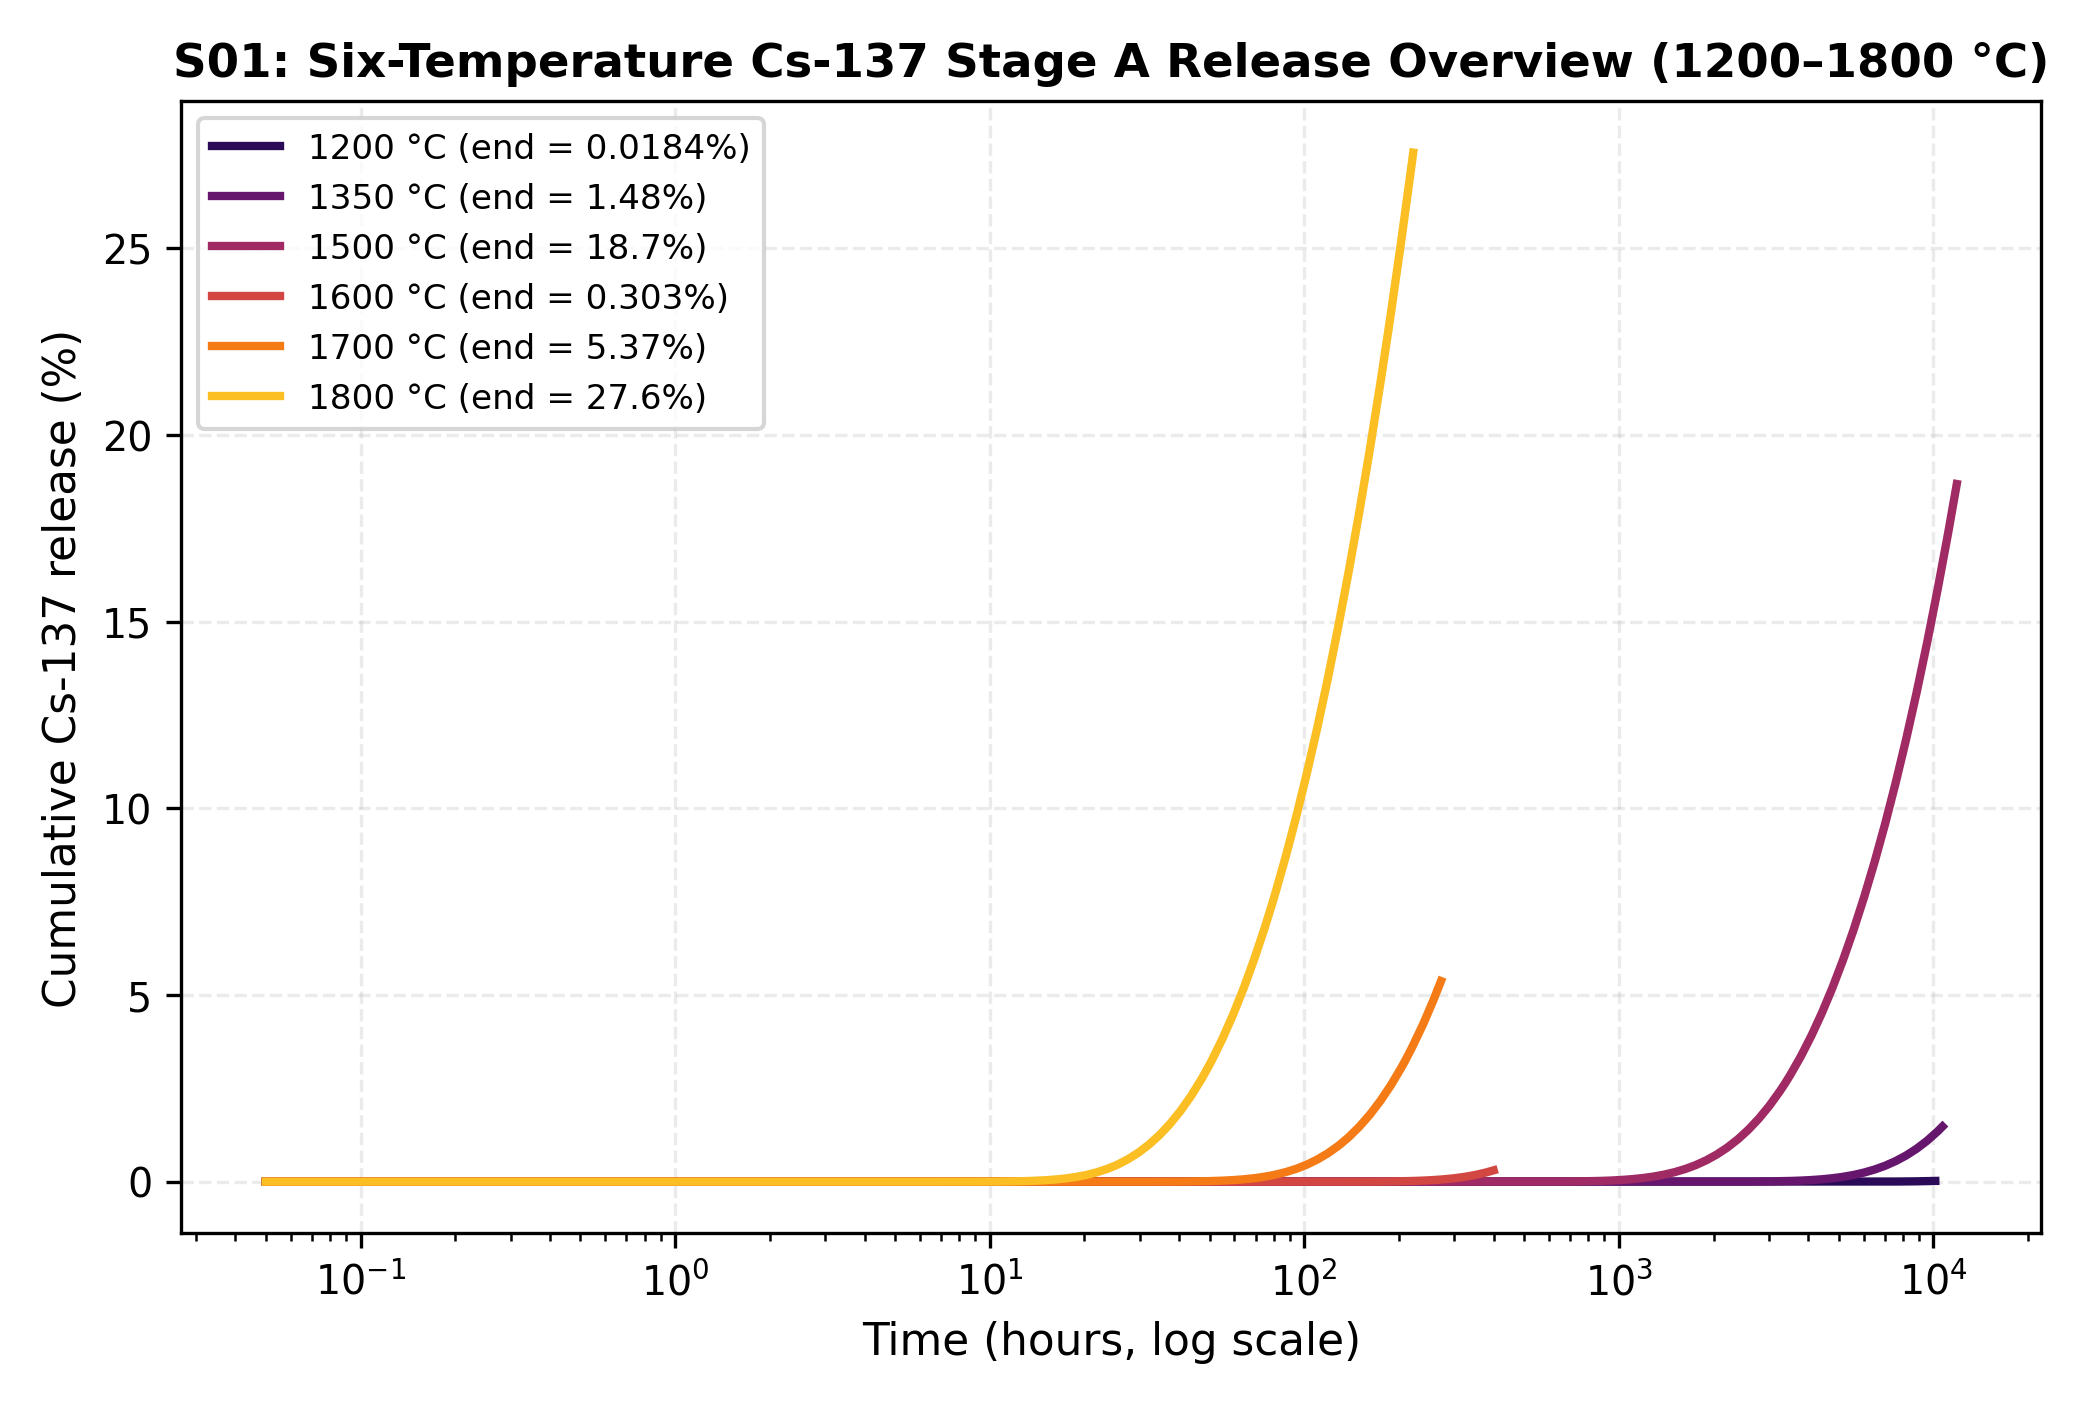 S01: Six-Temperature Cs-137 Stage A Release Overview (1200–1800 °C)
1200 °C (end = 0.0184%)
1350 °C (end = 1.48%)
1500 °C (end = 18.7%)
1600 °C (end = 0.303%)
1700 °C (end = 5.37%)
1800 °C (end = 27.6%)
Cumulative Cs-137 release (%)
25
20
15
10
5
0
10⁻¹ 10⁰ 10¹ 10² 10³ 10⁴
Time (hours, log scale)